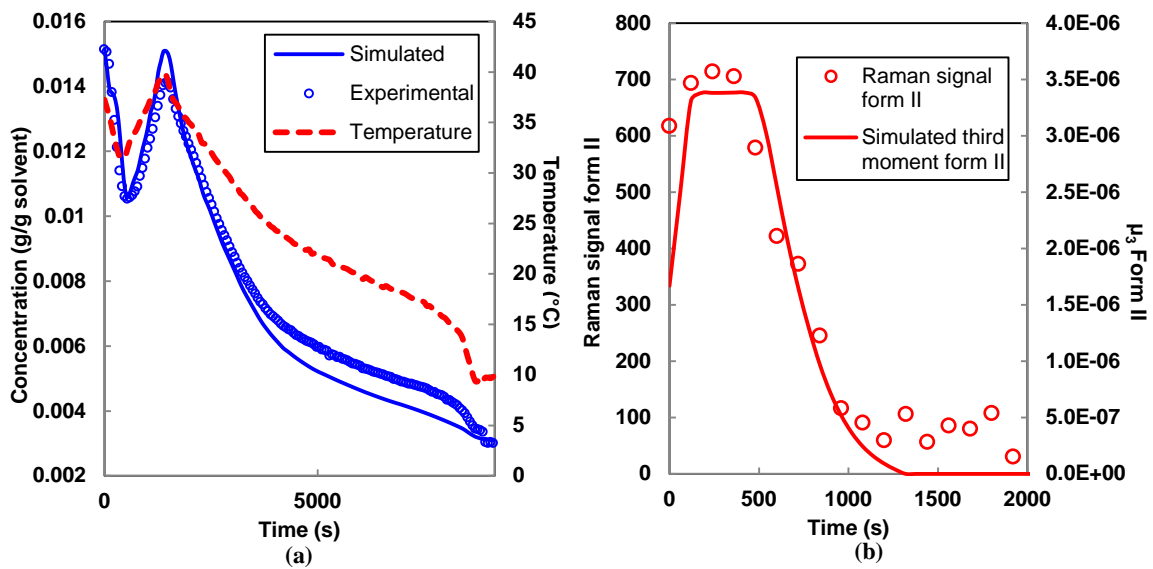 0.016
0.014
0.012
0.01
0.008
0.006
0.004
0.002
Concentration (g/g solvent)
Simulated
Experimental
Temperature
45
40
35
30
25
20
15
10
5
0
Temperature (°C)
0
5000
Time (s)
(a)
800
700
600
500
400
300
200
100
0
Raman signal form II
Raman signal
form II
Simulated third
moment form II
4.0E-06
3.5E-06
3.0E-06
2.5E-06
2.0E-06
1.5E-06
1.0E-06
5.0E-07
0.0E+00
μ₃ Form II
0
500
1000
1500
2000
Time (s)
(b)